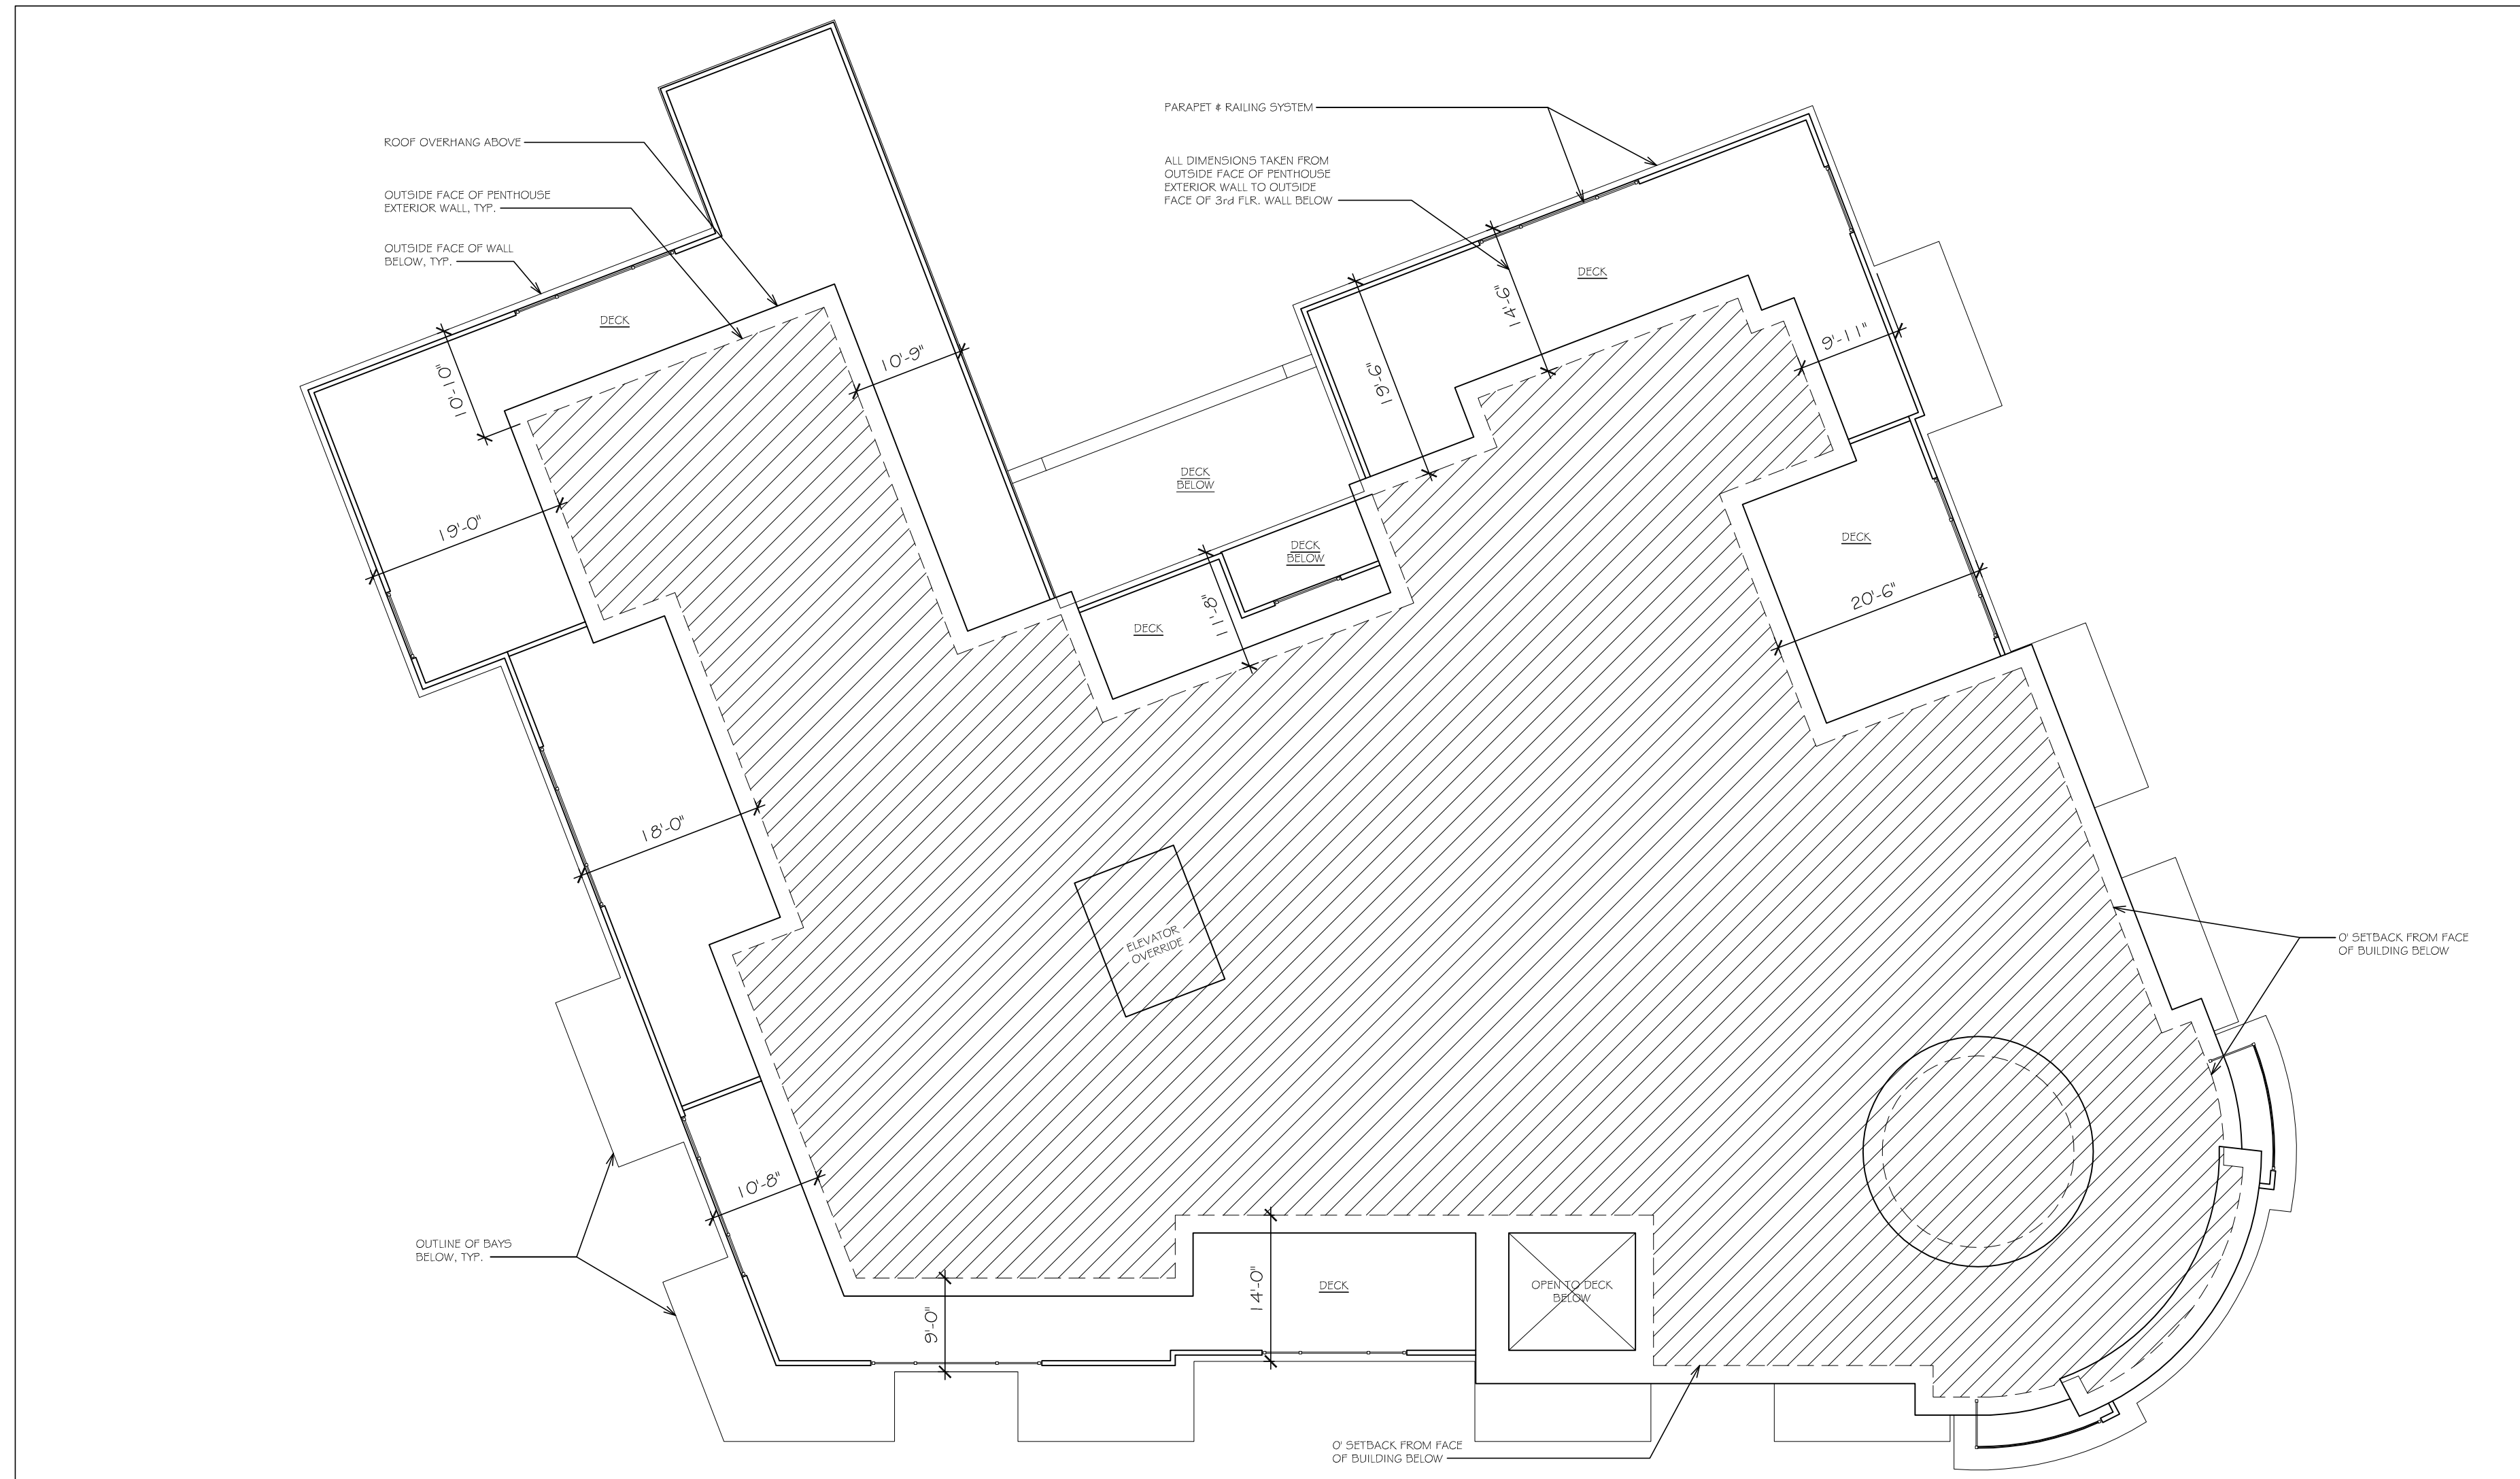 PARAPET & RAILING SYSTEM
ROOF OVERHANG ABOVE
ALL DIMENSIONS TAKEN FROM
OUTSIDE FACE OF PENTHOUSE
EXTERIOR WALL TO OUTSIDE
FACE OF 3rd FLR. WALL BELOW
OUTSIDE FACE OF PENTHOUSE
EXTERIOR WALL, TYP.
OUTSIDE FACE OF WALL
BELOW, TYP.
DECK
DECK
14'-6"
9'-11"
10'-9"
19'-6"
10'-10"
DECK
BELOW
19'-0"
DECK
BELOW
DECK
11'-8"
DECK
20'-6"
18'-0"
ELEVATOR
OVERRIDE
0' SETBACK FROM FACE
OF BUILDING BELOW
10'-8"
OUTLINE OF BAYS
BELOW, TYP.
9'-0"
14'-0"
DECK
OPEN TO DECK
BELOW
0' SETBACK FROM FACE
OF BUILDING BELOW